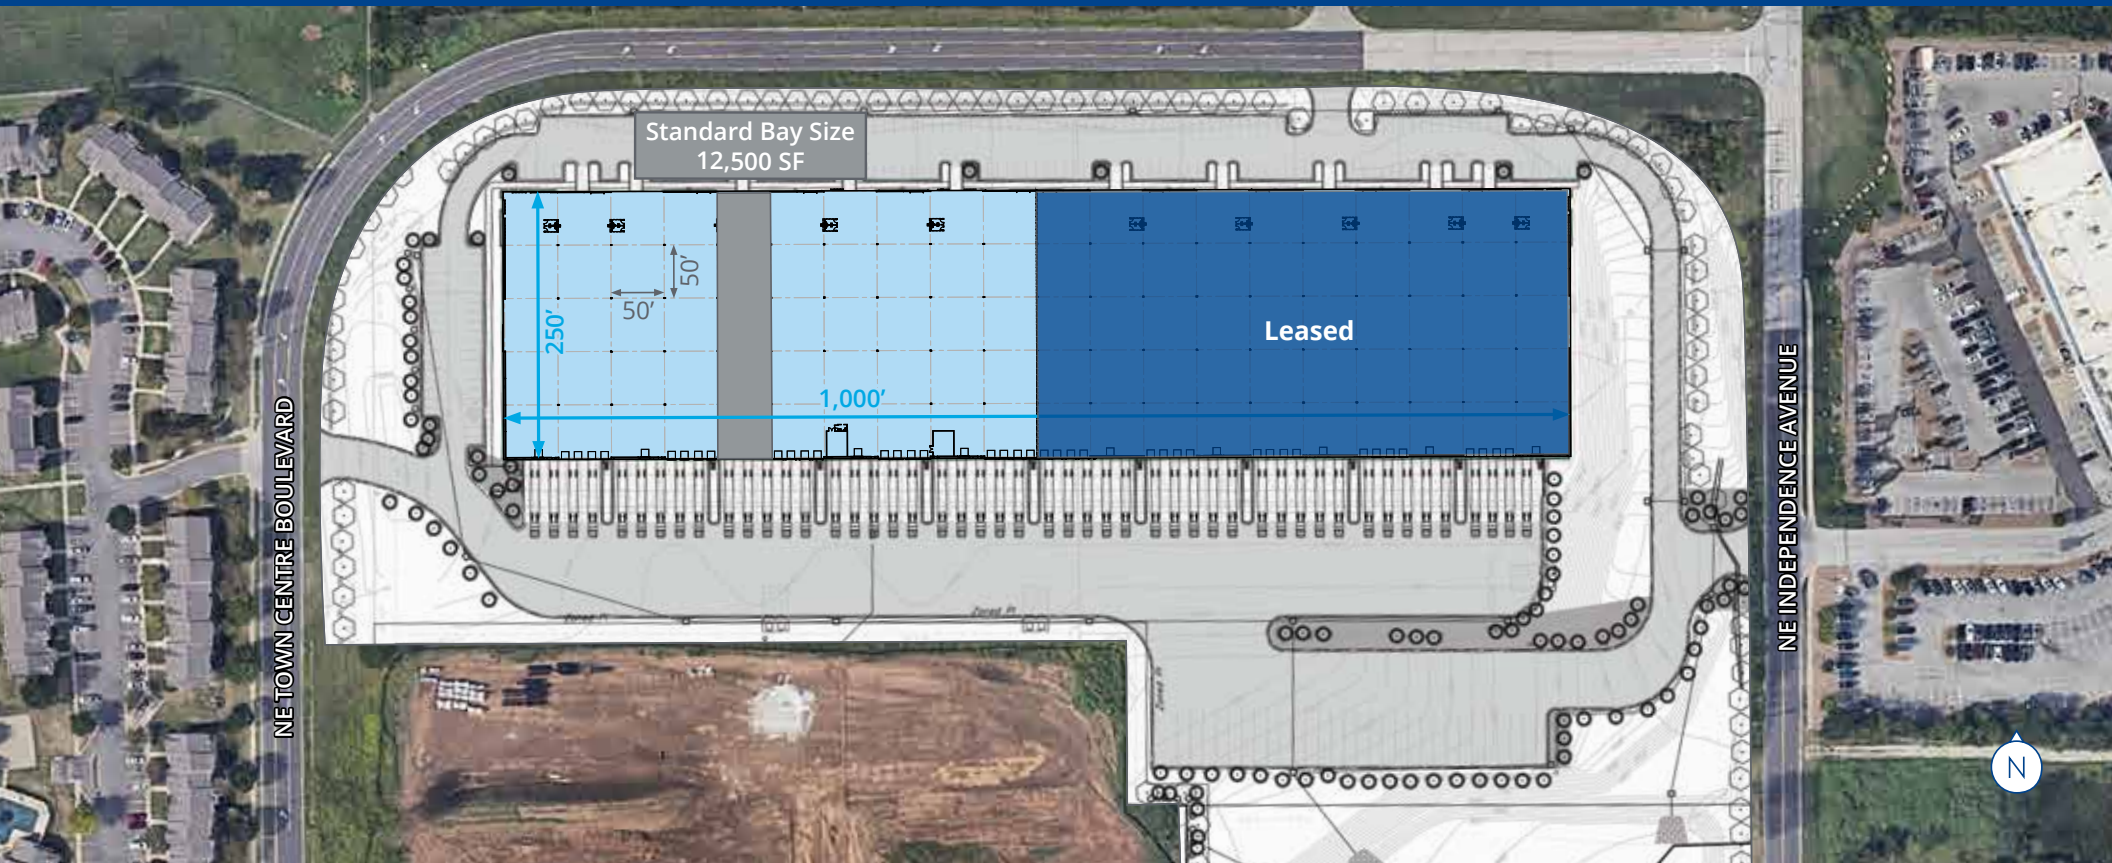 Standard Bay Size
12,500 SF
50’
50’
250’
1,000’
Leased
NE TOWN CENTRE BOULEVARD
NE INDEPENDENCE AVENUE
N